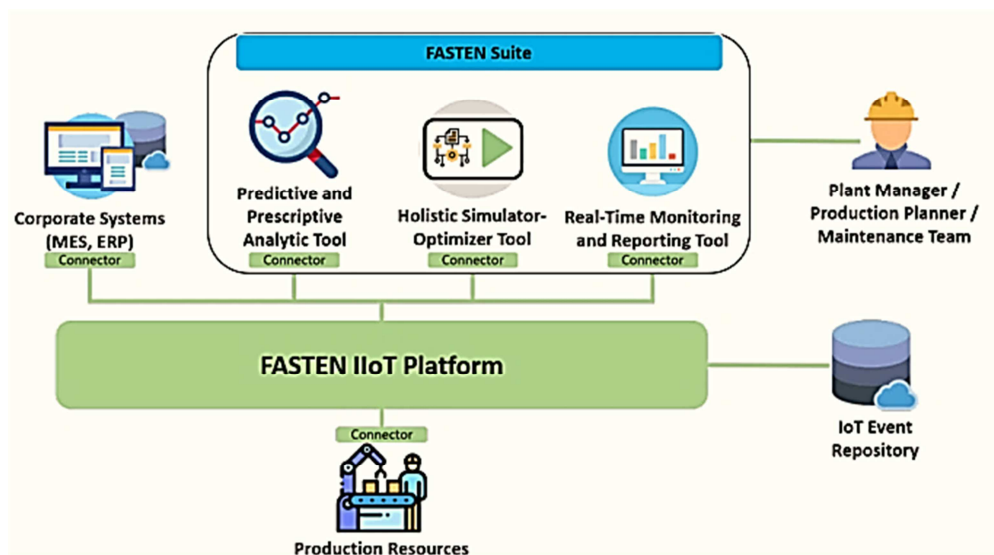 FASTEN Suite
Corporate Systems
(MES, ERP)
Connector
Predictive and
Prescriptive
Analytic Tool
Connector
Holistic Simulator-
Optimizer Tool
Connector
Real-Time Monitoring
and Reporting Tool
Connector
Plant Manager /
Production Planner /
Maintenance Team
FASTEN IIoT Platform
IoT Event
Repository
Connector
Production Resources